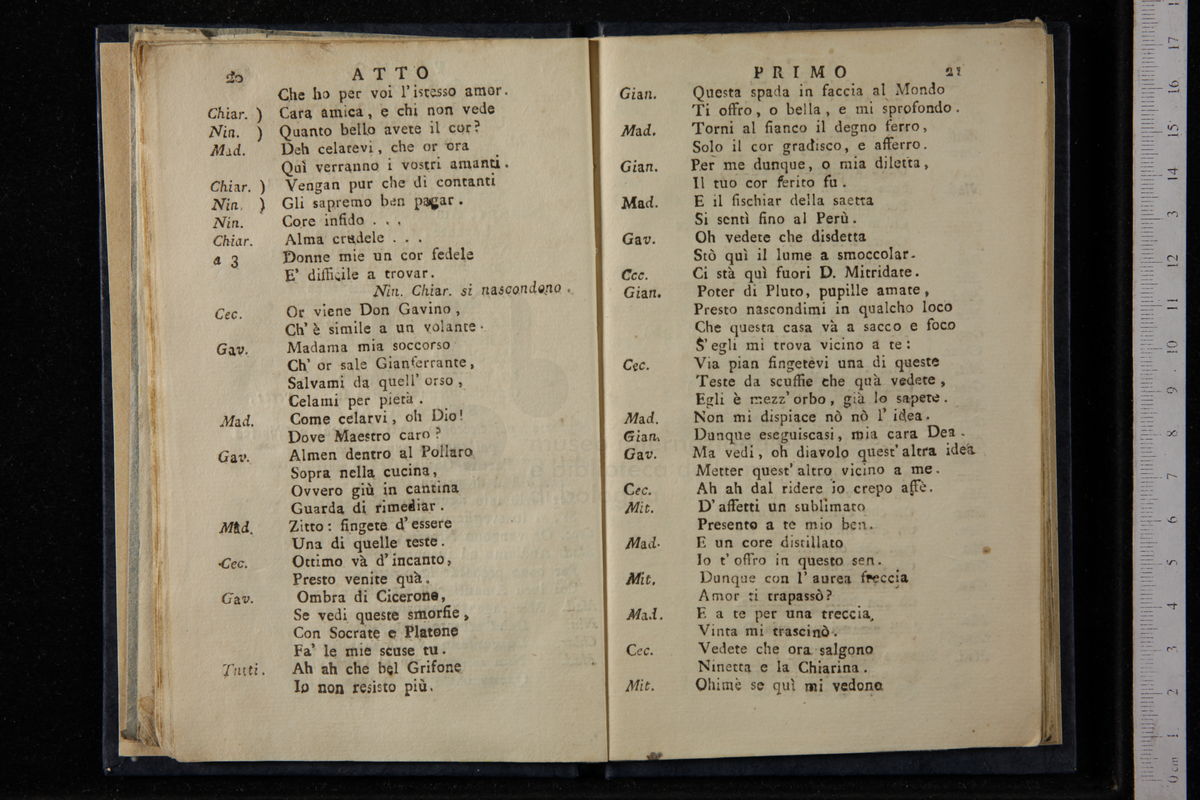 20 ATTO
Che ho per voi l'istesso amor.
Chiar. ) Cara amica, e chi non vede
Nin. ) Quanto bello avete il cor?
Mad. Deh celatevi, che or ora
Quì verranno i vostri amanti.
Chiar. ) Vengan pur che di contanti
Nin. ) Gli sapremo ben pagar.
Nin. Core infido . . .
Chiar. Alma crudele . . .
a 3 Donne mie un cor fedele
E' difficile a trovar.
Nin. Chiar. si nascondono.
Cec. Or viene Don Gavino,
Ch' è simile a un volante.
Gav. Madama mia soccorso
Ch' or sale Gianferrante,
Salvami da quell' orso,
Celami per pietà.
Mad. Come celarvi, oh Dio!
Dove Maestro caro?
Gav. Almen dentro al Pollaro
Sopra nella cucina,
Ovvero giù in cantina
Guarda di rimediar.
Mad. Zitto: fingete d' essere
Una di quelle teste.
Cec. Ottimo và d' incanto,
Presto venite quà.
Gav. Ombra di Cicerone,
Se vedi queste smorfie,
Con Socrate e Platone
Fa' le mie scuse tu.
Tutti. Ah ah che bel Grifone
Io non resisto più.
PRIMO 21
Gian. Questa spada in faccia al Mondo
Ti offro, o bella, e mi sprofondo.
Mad. Torni al fianco il degno ferro,
Solo il cor gradisco, e afferro.
Gian. Per me dunque, o mia diletta,
Il tuo cor ferito fu.
Mad. E il fischiar della saetta
Si sentì fino al Perù.
Gav. Oh vedete che disdetta
Stò quì il lume a smoccolar.
Cec. Ci stà quì fuori D. Mitridate.
Gian. Poter di Pluto, pupille amate,
Presto nascondimi in qualcho loco
Che questa casa và a sacco e foco
S' egli mi trova vicino a te:
Cec. Via pian fingetevi una di queste
Teste da scuffie che quà vedete,
Egli è mezz' orbo, già lo sapete.
Mad. Non mi dispiace nò nò l' idea.
Gian. Dunque eseguiscasi, mia cara Dea.
Gav. Ma vedi, oh diavolo quest' altra idea
Metter quest' altro vicino a me.
Cec. Ah ah dal ridere io crepo affè.
Mit. D' affetti un sublimato
Presento a te mio ben.
Mad. E un core distillato
Io t' offro in questo sen.
Mit. Dunque con l' aurea freccia
Amor ti trapassò?
Mad. E a te per una treccia
Vinta mi trascinò.
Cec. Vedete che ora salgono
Ninetta e la Chiarina.
Mit. Ohimè se quì mi vedono